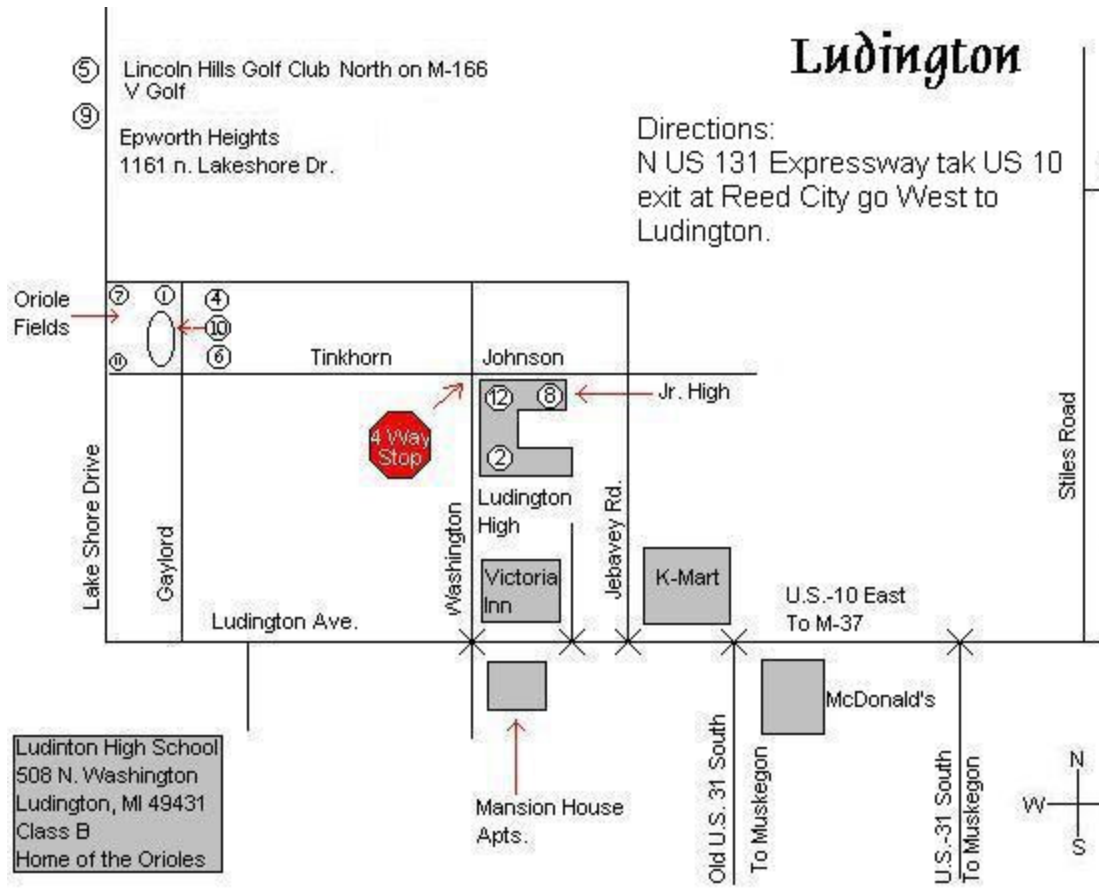 Ludington
⑤ Lincoln Hills Golf Club North on M-166
V Golf
⑨
Epworth Heights
1161 n. Lakeshore Dr.
Directions:
N US 131 Expressway tak US 10
exit at Reed City go West to
Ludington.
Oriole
Fields
⑦ ① ④
⑩
⑪ ⑥
Tinkhorn
Johnson
4 Way
Stop
⑫ ⑧
②
Jr. High
Ludington
High
Lake Shore Drive
Gaylord
Washington
Jebavey Rd.
Stiles Road
Victoria
Inn
K-Mart
U.S.-10 East
To M-37
Ludington Ave.
McDonald's
Mansion House
Apts.
Old U.S. 31 South
To Muskegon
U.S.-31 South
To Muskegon
Ludinton High School
508 N. Washington
Ludington, MI 49431
Class B
Home of the Orioles
N
W
S